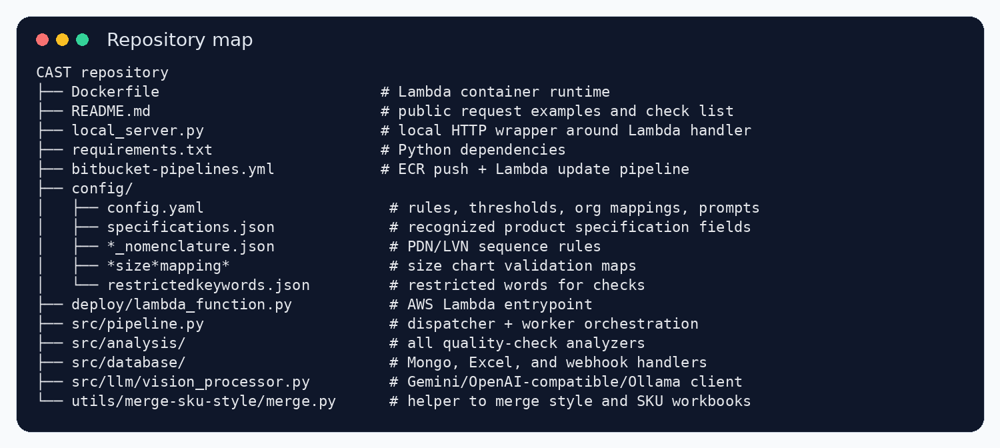 Repository map
CAST repository
├── Dockerfile                         # Lambda container runtime
├── README.md                          # public request examples and check list
├── local_server.py                    # local HTTP wrapper around Lambda handler
├── requirements.txt                   # Python dependencies
├── bitbucket-pipelines.yml            # ECR push + Lambda update pipeline
├── config/
│   ├── config.yaml                     # rules, thresholds, org mappings, prompts
│   ├── specifications.json             # recognized product specification fields
│   ├── *_nomenclature.json             # PDN/LVN sequence rules
│   ├── *size*mapping*                  # size chart validation maps
│   └── restrictedkeywords.json         # restricted words for checks
├── deploy/lambda_function.py           # AWS Lambda entrypoint
├── src/pipeline.py                     # dispatcher + worker orchestration
├── src/analysis/                       # all quality-check analyzers
├── src/database/                       # Mongo, Excel, and webhook handlers
├── src/llm/vision_processor.py         # Gemini/OpenAI-compatible/Ollama client
└── utils/merge-sku-style/merge.py      # helper to merge style and SKU workbooks